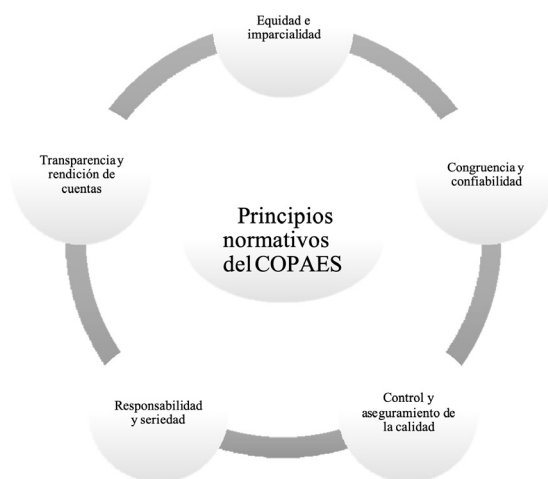 Equidad e
imparcialidad
Transparencia y
rendición de
cuentas
Congruencia y
confiabilidad
Principios
normativos
del COPAES
Responsabilidad
y seriedad
Control y
aseguramiento de
la calidad